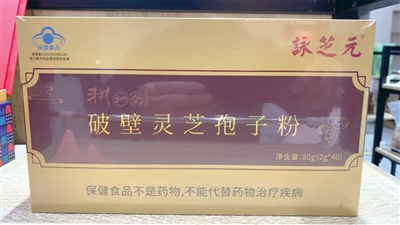 保健食品
詠芝元
破壁灵芝孢子粉
净含量:80g(2g*40)
保健食品不是药物,不能代替药物治疗疾病